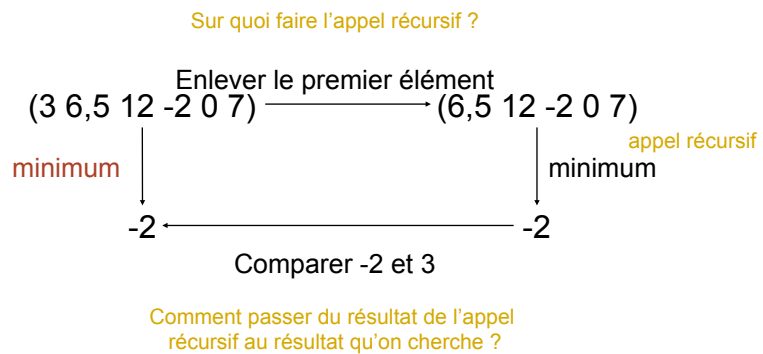 Sur quoi faire l’appel récursif ?
Enlever le premier élément
(3 6,5 12 -2 0 7)
(6,5 12 -2 0 7)
appel récursif
minimum
minimum
-2
-2
Comparer -2 et 3
Comment passer du résultat de l’appel
récursif au résultat qu’on cherche ?